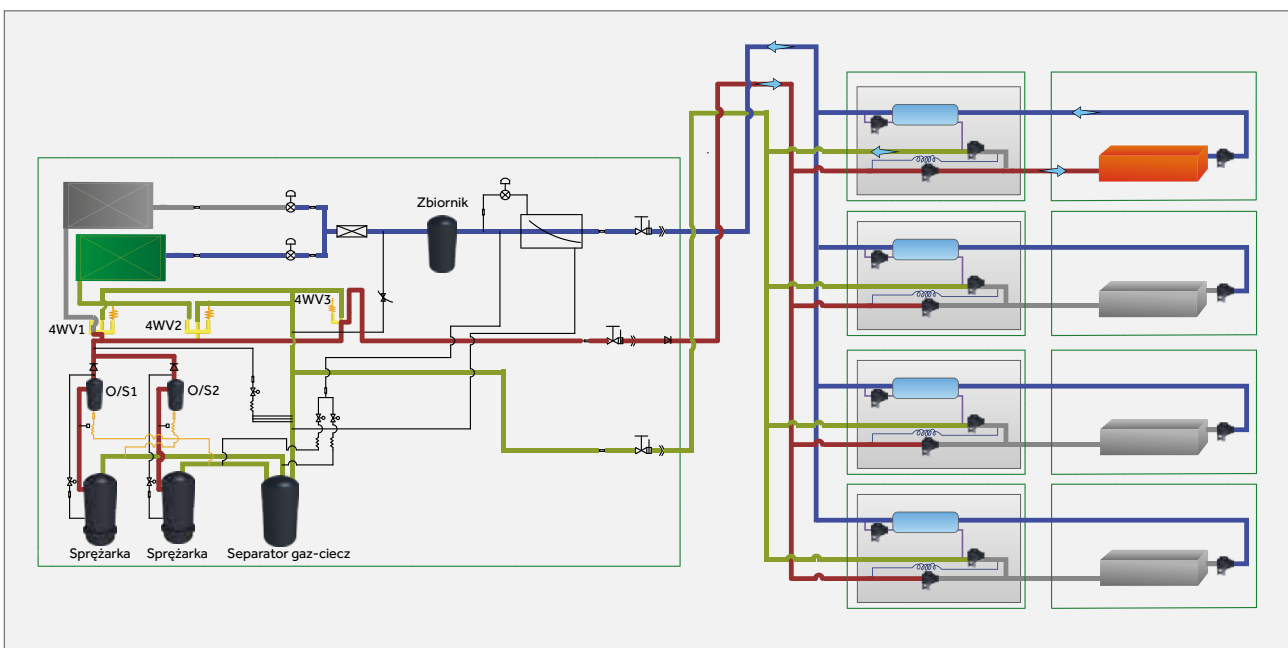 Zbiornik
4WV3
4WV1
4WV2
O/S1
O/S2
Sprężarka
Sprężarka
Separator gaz-ciecz